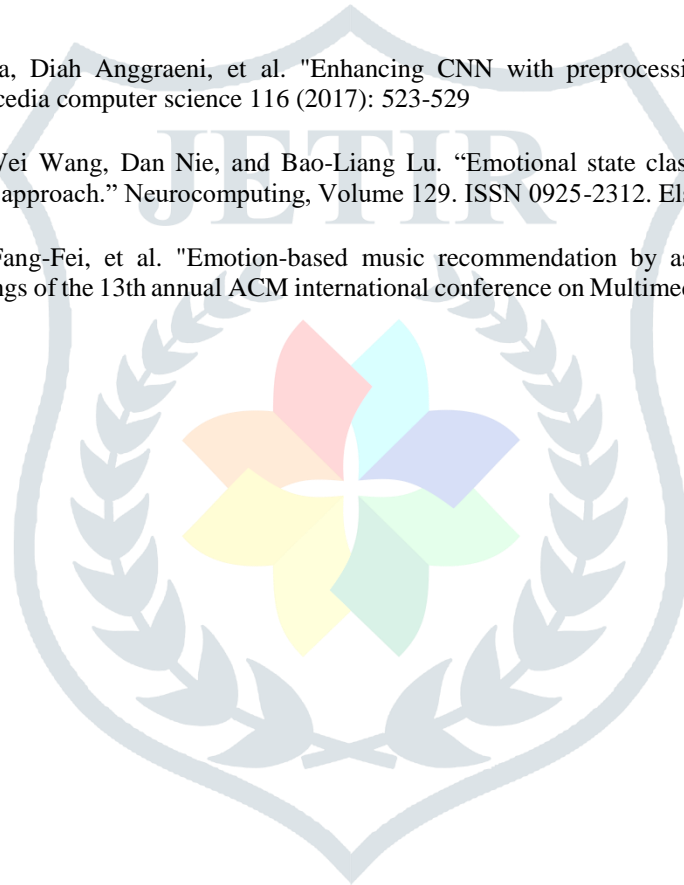 a, Diah Anggraeni, et al. "Enhancing CNN with preprocessi
cedia computer science 116 (2017): 523-529
Wei Wang, Dan Nie, and Bao-Liang Lu. “Emotional state clas
approach.” Neurocomputing, Volume 129. ISSN 0925-2312. Els
Fang-Fei, et al. "Emotion-based music recommendation by as
ngs of the 13th annual ACM international conference on Multimed
JETIR